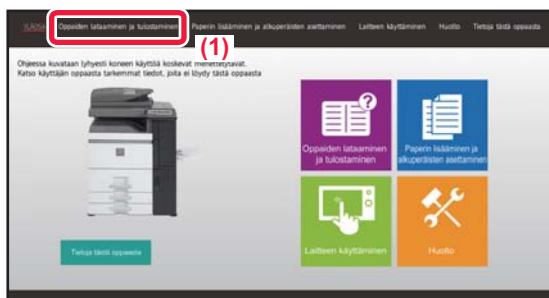 YLÄOSA Oppaiden lataaminen ja tulostaminen Paperin lisääminen ja alkuperäisten asettaminen Laitteen käyttäminen Huolto Tietoja tästä oppaasta
(1)
Ohjeessa kuvataan lyhyesti koneen käyttöä koskevat menettelytavat.
Katso käyttäjän oppaasta tarkemmat tiedot, joita ei löydy tästä oppaasta
Oppaiden lataaminen
ja tulostaminen
Paperin lisääminen ja
alkuperäisten asettaminen
Laitteen käyttäminen
Huolto
Tietoja tästä oppaasta